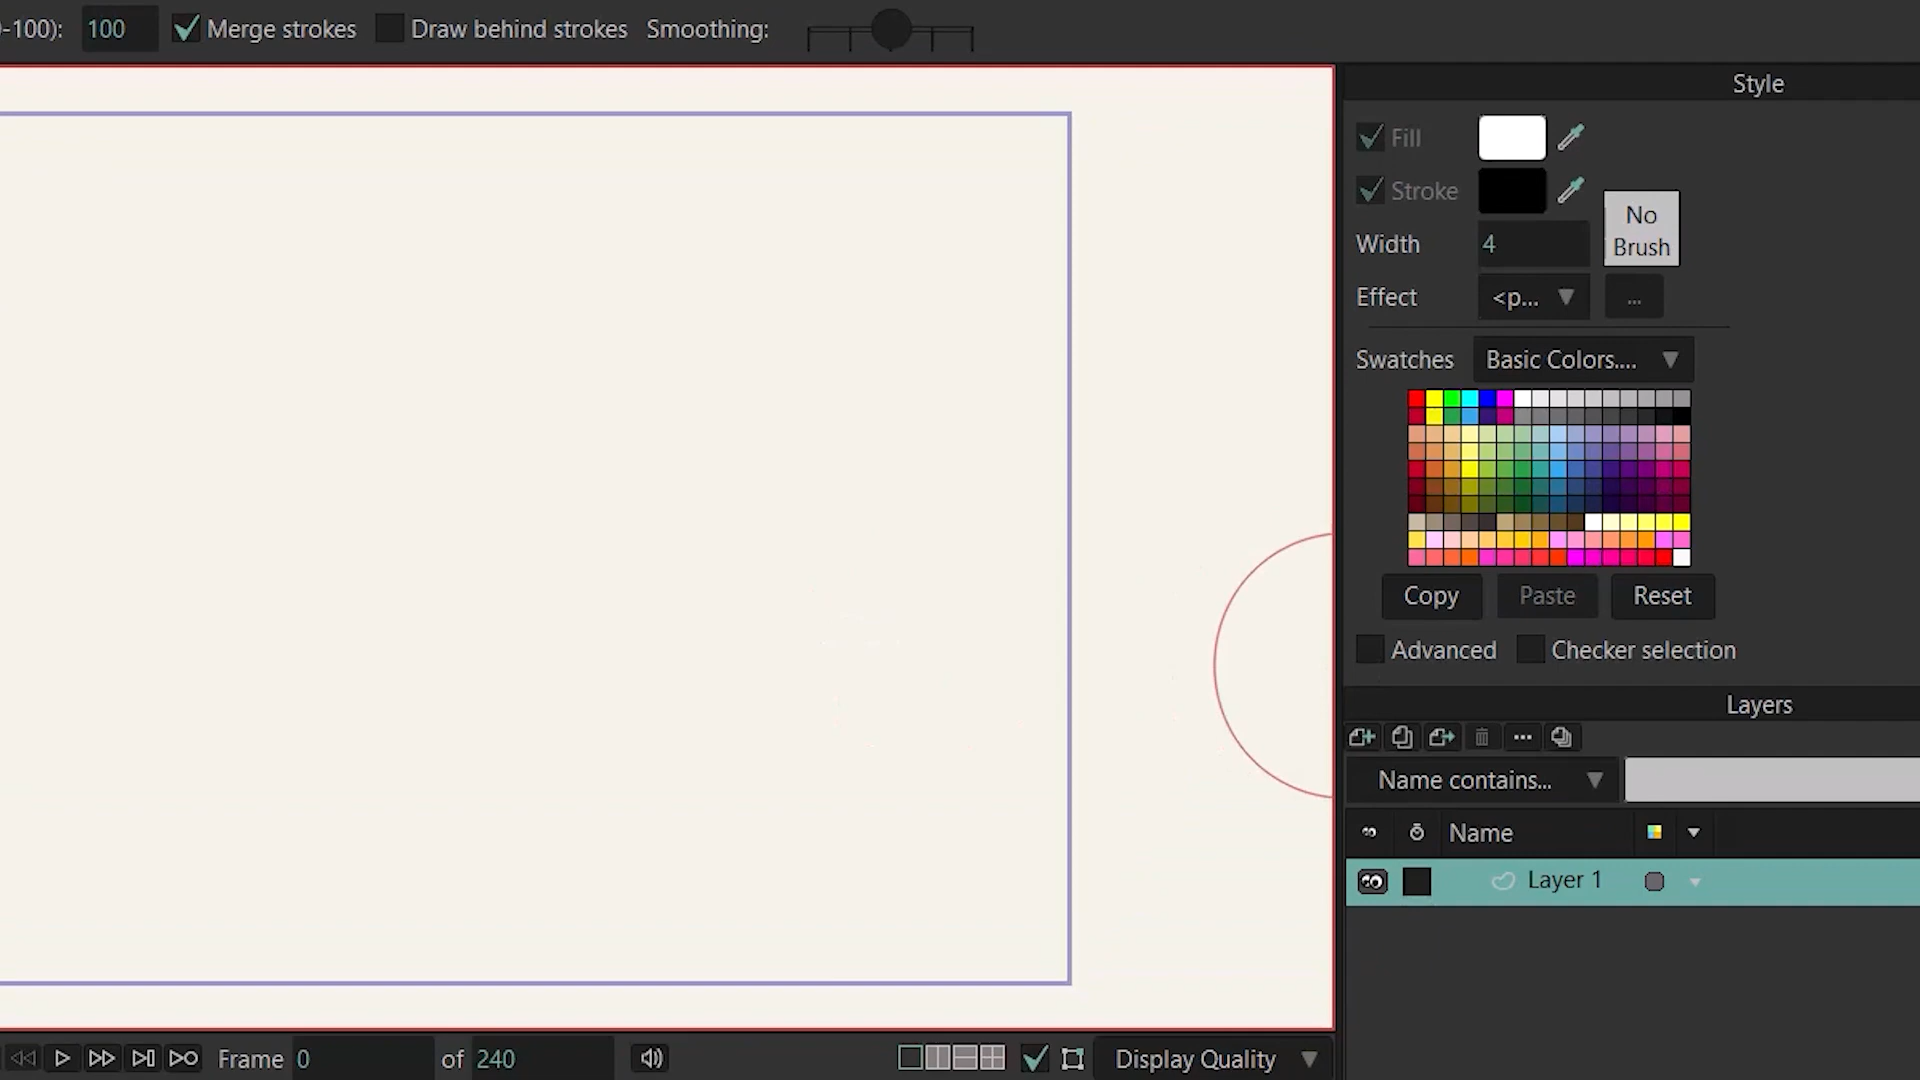 -100): 100 Merge strokes Draw behind strokes Smoothing:
Style
Fill
Stroke
No
Brush
Width 4
Effect <p... ...
Swatches Basic Colors....
Copy Paste Reset
Advanced Checker selection
Layers
Name contains...
Name
Layer 1
Frame 0 of 240 Display Quality